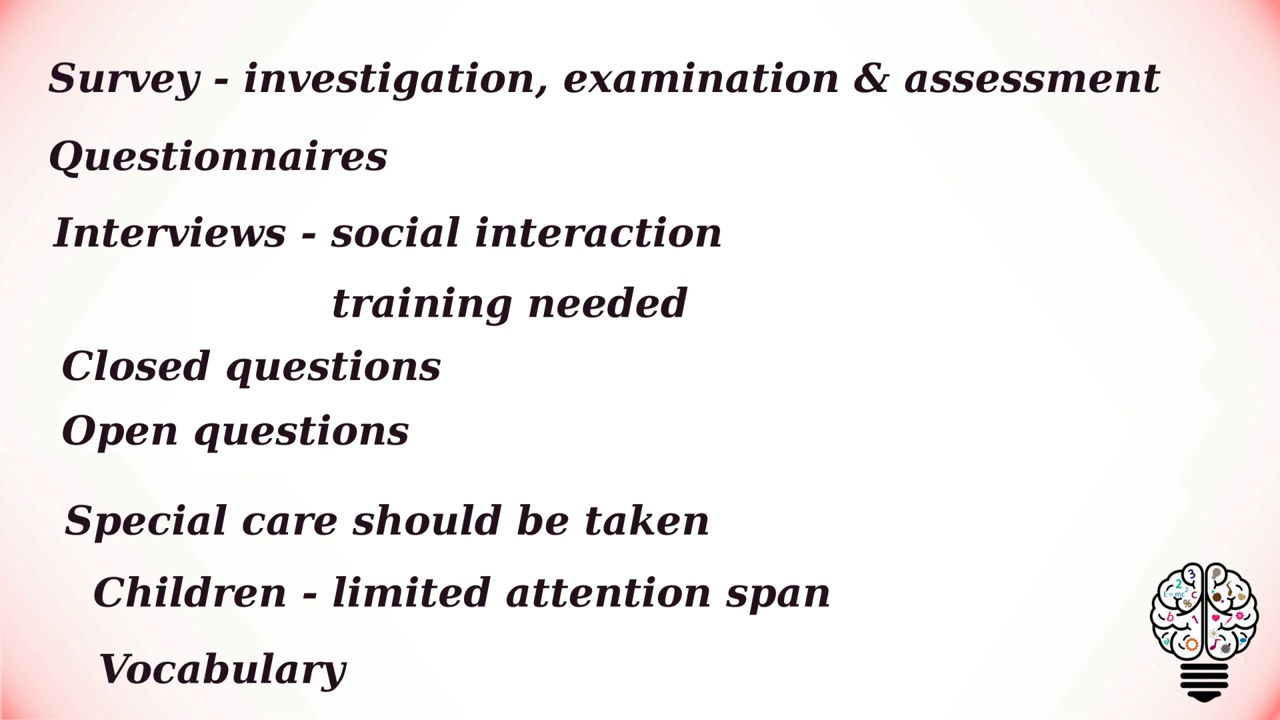 Survey - investigation, examination & assessment
Questionnaires
Interviews - social interaction
training needed
Closed questions
Open questions
Special care should be taken
Children - limited attention span
Vocabulary